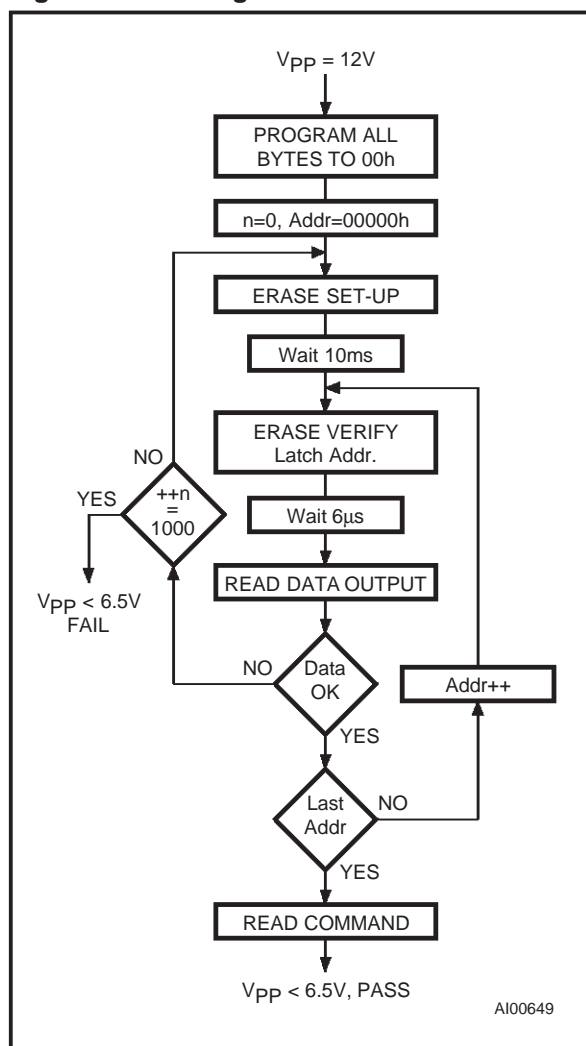 VPP = 12V
PROGRAM ALL
BYTES TO 00h
n=0, Addr=00000h
ERASE SET-UP
Wait 10ms
ERASE VERIFY
Latch Addr.
NO
YES
++n
=
1000
Wait 6µs
READ DATA OUTPUT
VPP < 6.5V
FAIL
NO
Data
OK
Addr++
YES
Last
Addr
NO
YES
READ COMMAND
VPP < 6.5V, PASS
AI00649